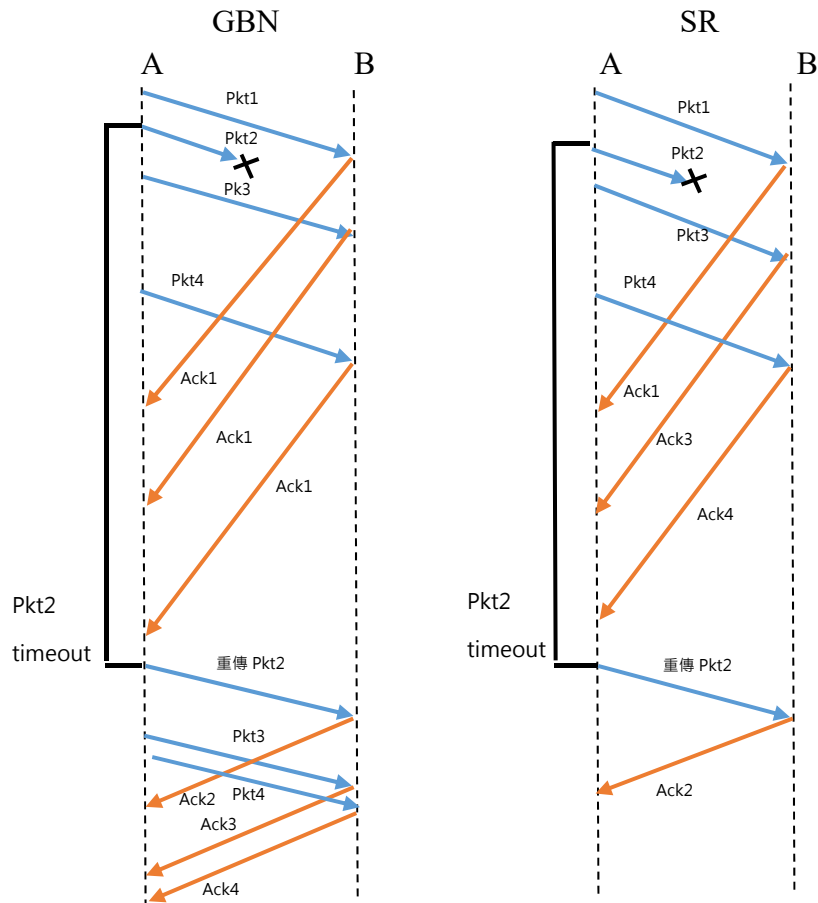 GBN
A
B
Pkt1
Pkt2
Pk3
Pkt4
Ack1
Ack1
Ack1
Pkt2
timeout
重傳 Pkt2
Pkt3
Pkt4
Ack2
Ack3
Ack4
SR
A
B
Pkt1
Pkt2
Pkt3
Pkt4
Ack1
Ack3
Ack4
Pkt2
timeout
重傳 Pkt2
Ack2